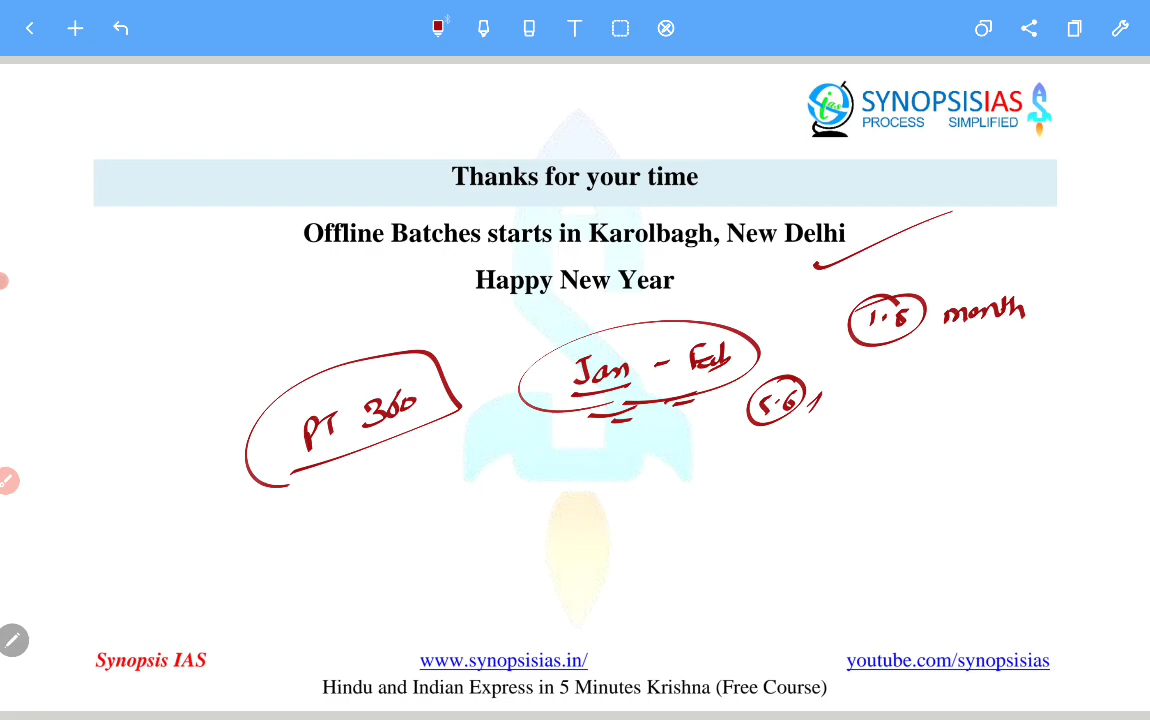 SYNOPSISIAS
PROCESS SIMPLIFIED
Thanks for your time
Offline Batches starts in Karolbagh, New Delhi
Happy New Year
1.5 month
Jan - Feb
PT 360
Synopsis IAS
www.synopsisias.in/
youtube.com/synopsisias
Hindu and Indian Express in 5 Minutes Krishna (Free Course)